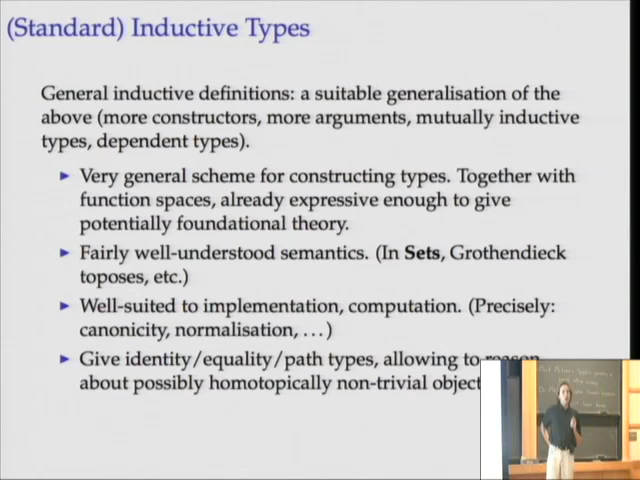 (Standard) Inductive Types
General inductive definitions: a suitable generalisation of the
above (more constructors, more arguments, mutually inductive
types, dependent types).
► Very general scheme for constructing types. Together with
function spaces, already expressive enough to give
potentially foundational theory.
► Fairly well-understood semantics. (In Sets, Grothendieck
toposes, etc.)
► Well-suited to implementation, computation. (Precisely:
canonicity, normalisation, ...)
► Give identity/equality/path types, allowing to reason
about possibly homotopically non-trivial object